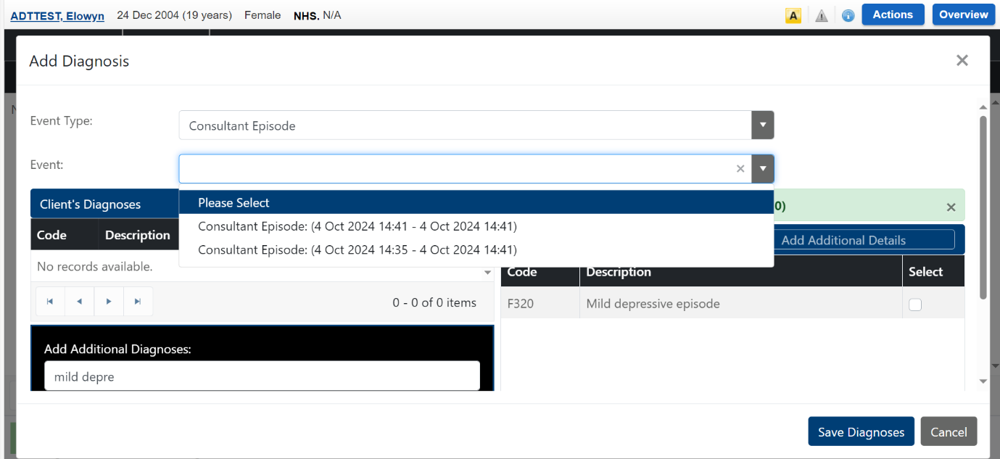 ADTTEST, Elowyn 24 Dec 2004 (19 years) Female NHS. N/A A Actions Overview
Add Diagnosis
Event Type: Consultant Episode
Event:
Please Select
Consultant Episode: (4 Oct 2024 14:41 - 4 Oct 2024 14:41)
Consultant Episode: (4 Oct 2024 14:35 - 4 Oct 2024 14:41)
Client's Diagnoses
Code Description
No records available.
0 - 0 of 0 items
Add Additional Diagnoses:
mild depre
0)
Add Additional Details
Code Description Select
F320 Mild depressive episode
Save Diagnoses Cancel